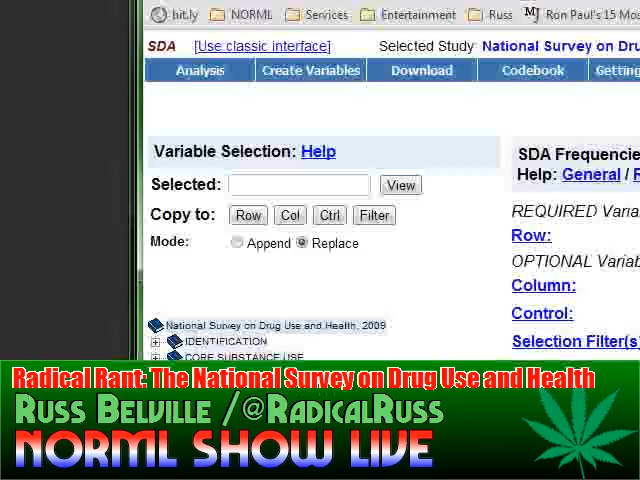 bit.ly NORML Services Entertainment Russ Ron Paul's 15 Mos
SDA [Use classic interface] Selected Study: National Survey on Dru
Analysis Create Variables Download Codebook Getting
Variable Selection: Help
Selected: View
Copy to: Row Col Ctrl Filter
Mode: Append Replace
SDA Frequencie
Help: General / F
REQUIRED Varia
Row:
OPTIONAL Variab
Column:
Control:
Selection Filter(s)
National Survey on Drug Use and Health, 2009
IDENTIFICATION
CORE SUBSTANCE USE
Radical Rant: The National Survey on Drug Use and Health
Russ Belville /@RadicalRuss
NORML SHOW LIVE